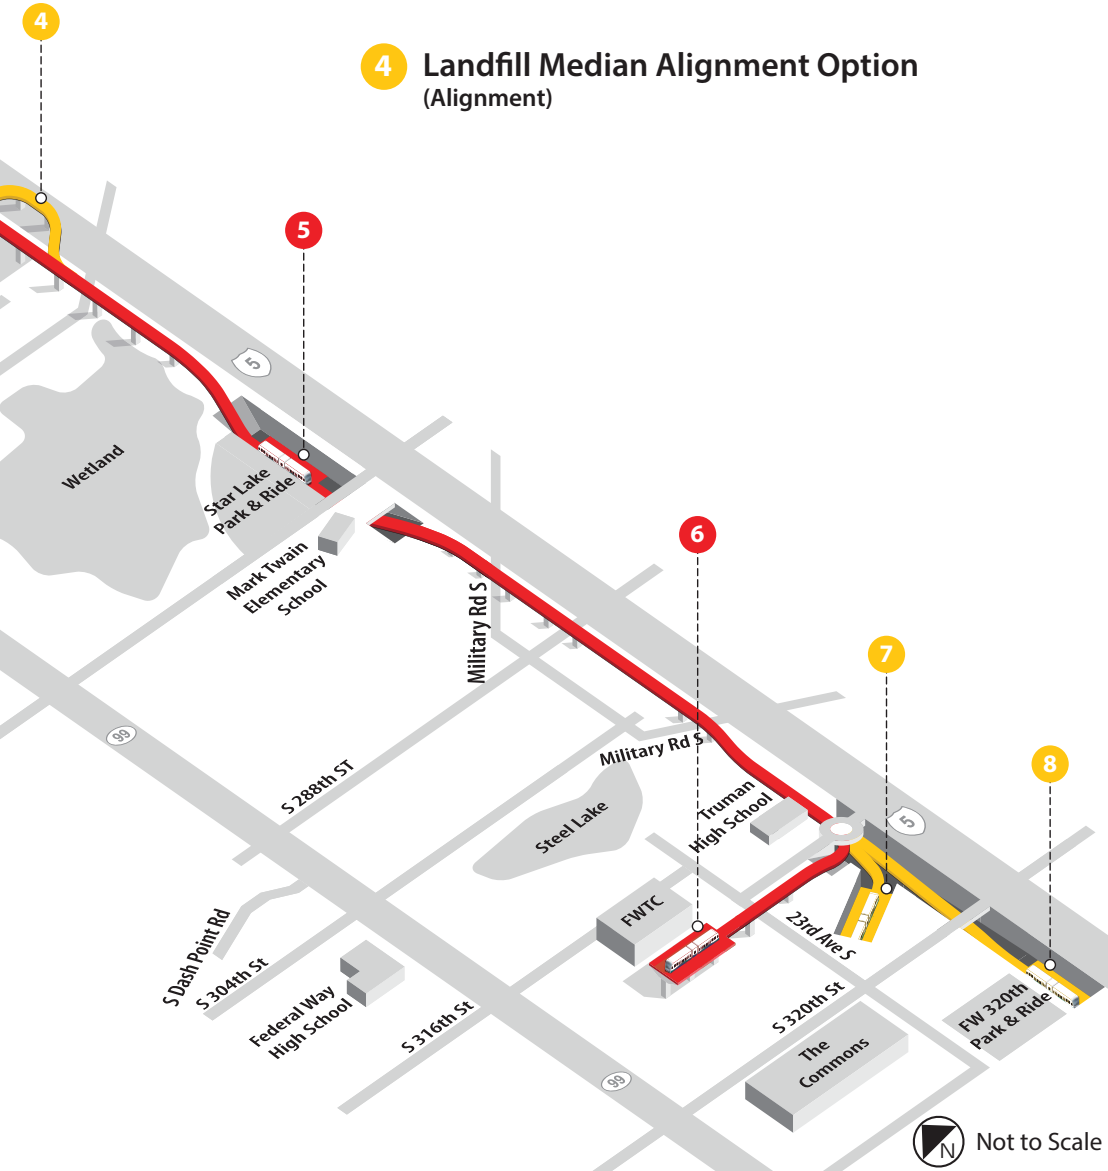 4
4 Landfill Median Alignment Option
(Alignment)
5
5
Wetland
Star Lake
Park & Ride
Mark Twain
Elementary
School
Military Rd S
6
7
99
S 288th ST
Military Rd S
8
Steel Lake
Truman
High School
5
FWTC
23rd Ave S
S Dash Point Rd
S 304th St
Federal Way
High School
S 316th St
S 320th St
FW 320th
Park & Ride
The
Commons
99
N
Not to Scale